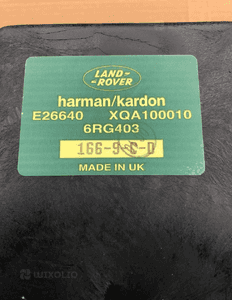 LAND-
ROVER
harman/kardon
E26640 XQA100010
6RG403
166-9-C-D
MADE IN UK